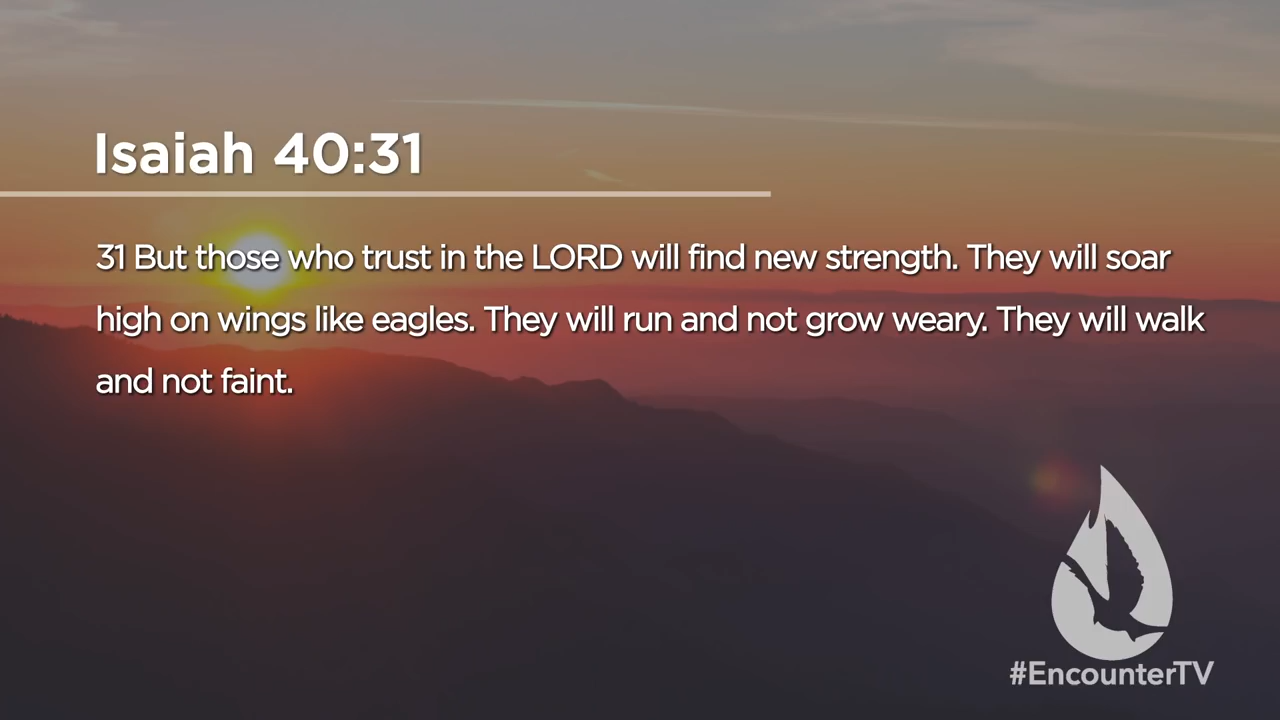 Isaiah 40:31
31 But those who trust in the LORD will find new strength. They will soar
high on wings like eagles. They will run and not grow weary. They will walk
and not faint.
#EncounterTV